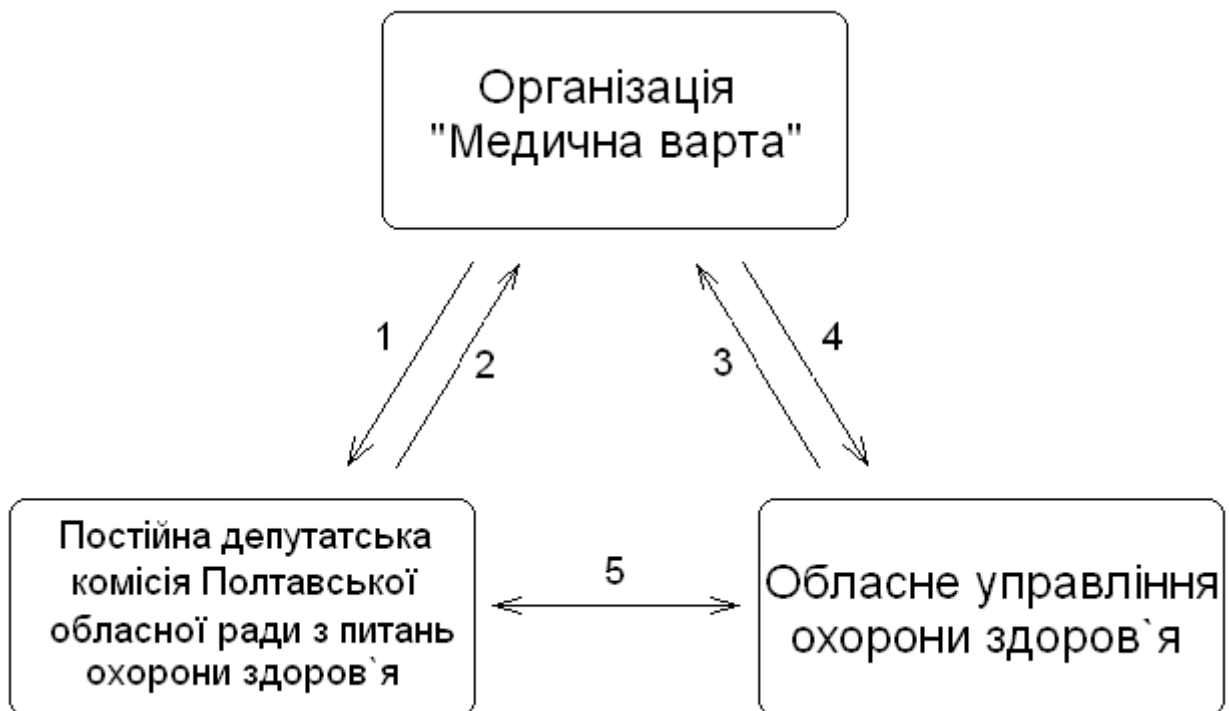 Організація
"Медична варта"
1
2
3
4
Постійна депутатська
комісія Полтавської
обласної ради з питань
охорони здоров`я
5
Обласне управління
охорони здоров`я